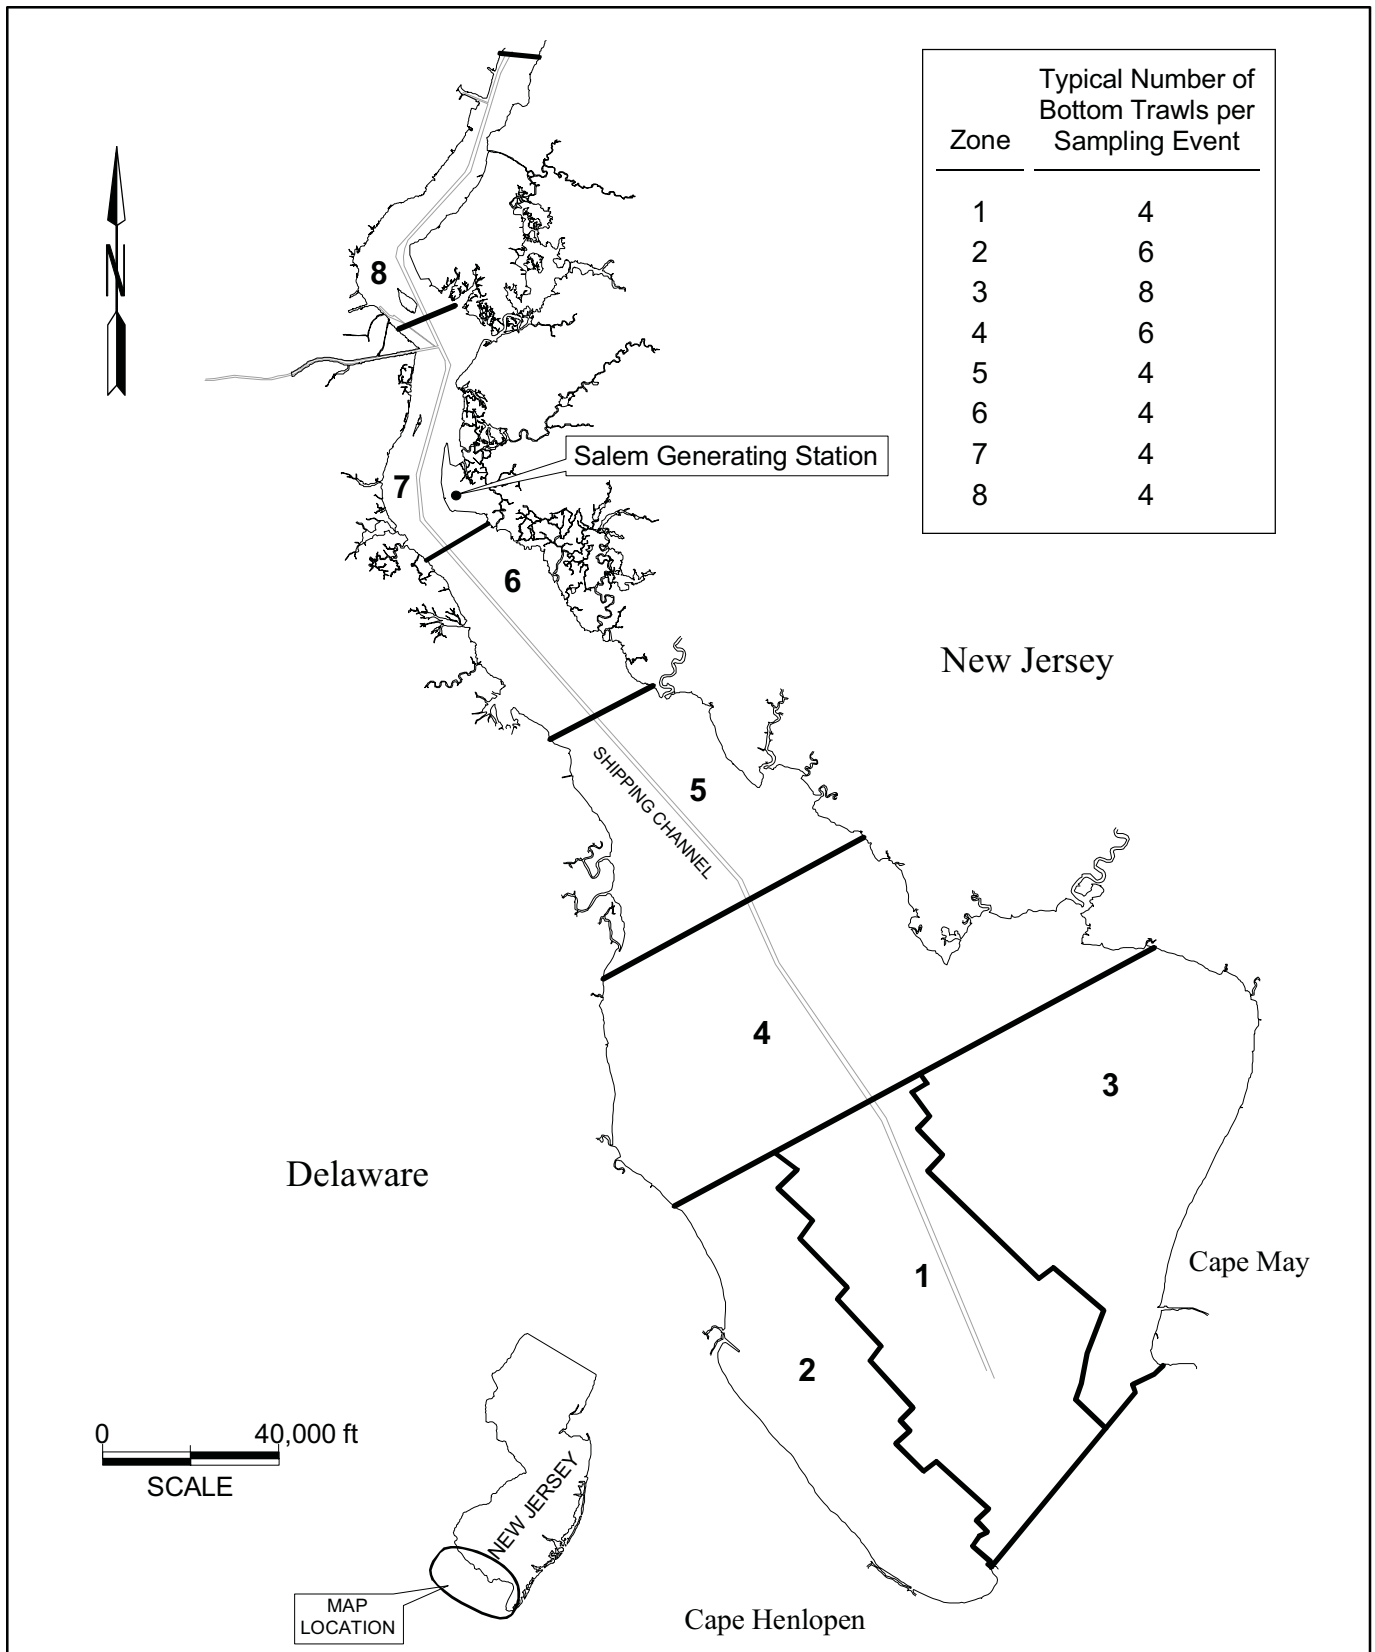 Typical Number of
Bottom Trawls per
Zone Sampling Event
1 4
2 6
3 8
4 6
5 4
6 4
7 4
8 4
N
8
Salem Generating Station
7
6
New Jersey
SHIPPING CHANNEL
5
4
3
Delaware
Cape May
1
2
0 40,000 ft
SCALE
NEW JERSEY
MAP
LOCATION
Cape Henlopen